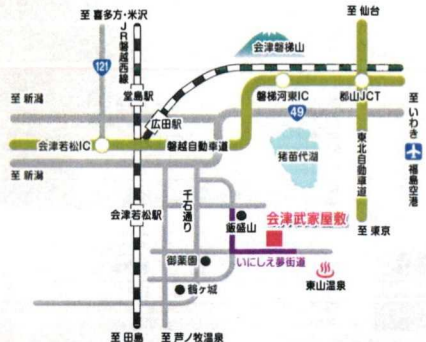 至 喜多方・米沢
至 仙台
JR磐越西線
会津磐梯山
121
堂島駅
磐梯河東IC
郡山JCT
至 新潟
広田駅
49
至 いわき
福島空港
会津若松IC
磐越自動車道
猪苗代湖
東北自動車道
至 新潟
千石通り
会津若松駅
飯盛山
会津武家屋敷
至 東京
御薬園
いにしえ夢街道
東山温泉
鶴ヶ城
至 田島
至 芦ノ牧温泉